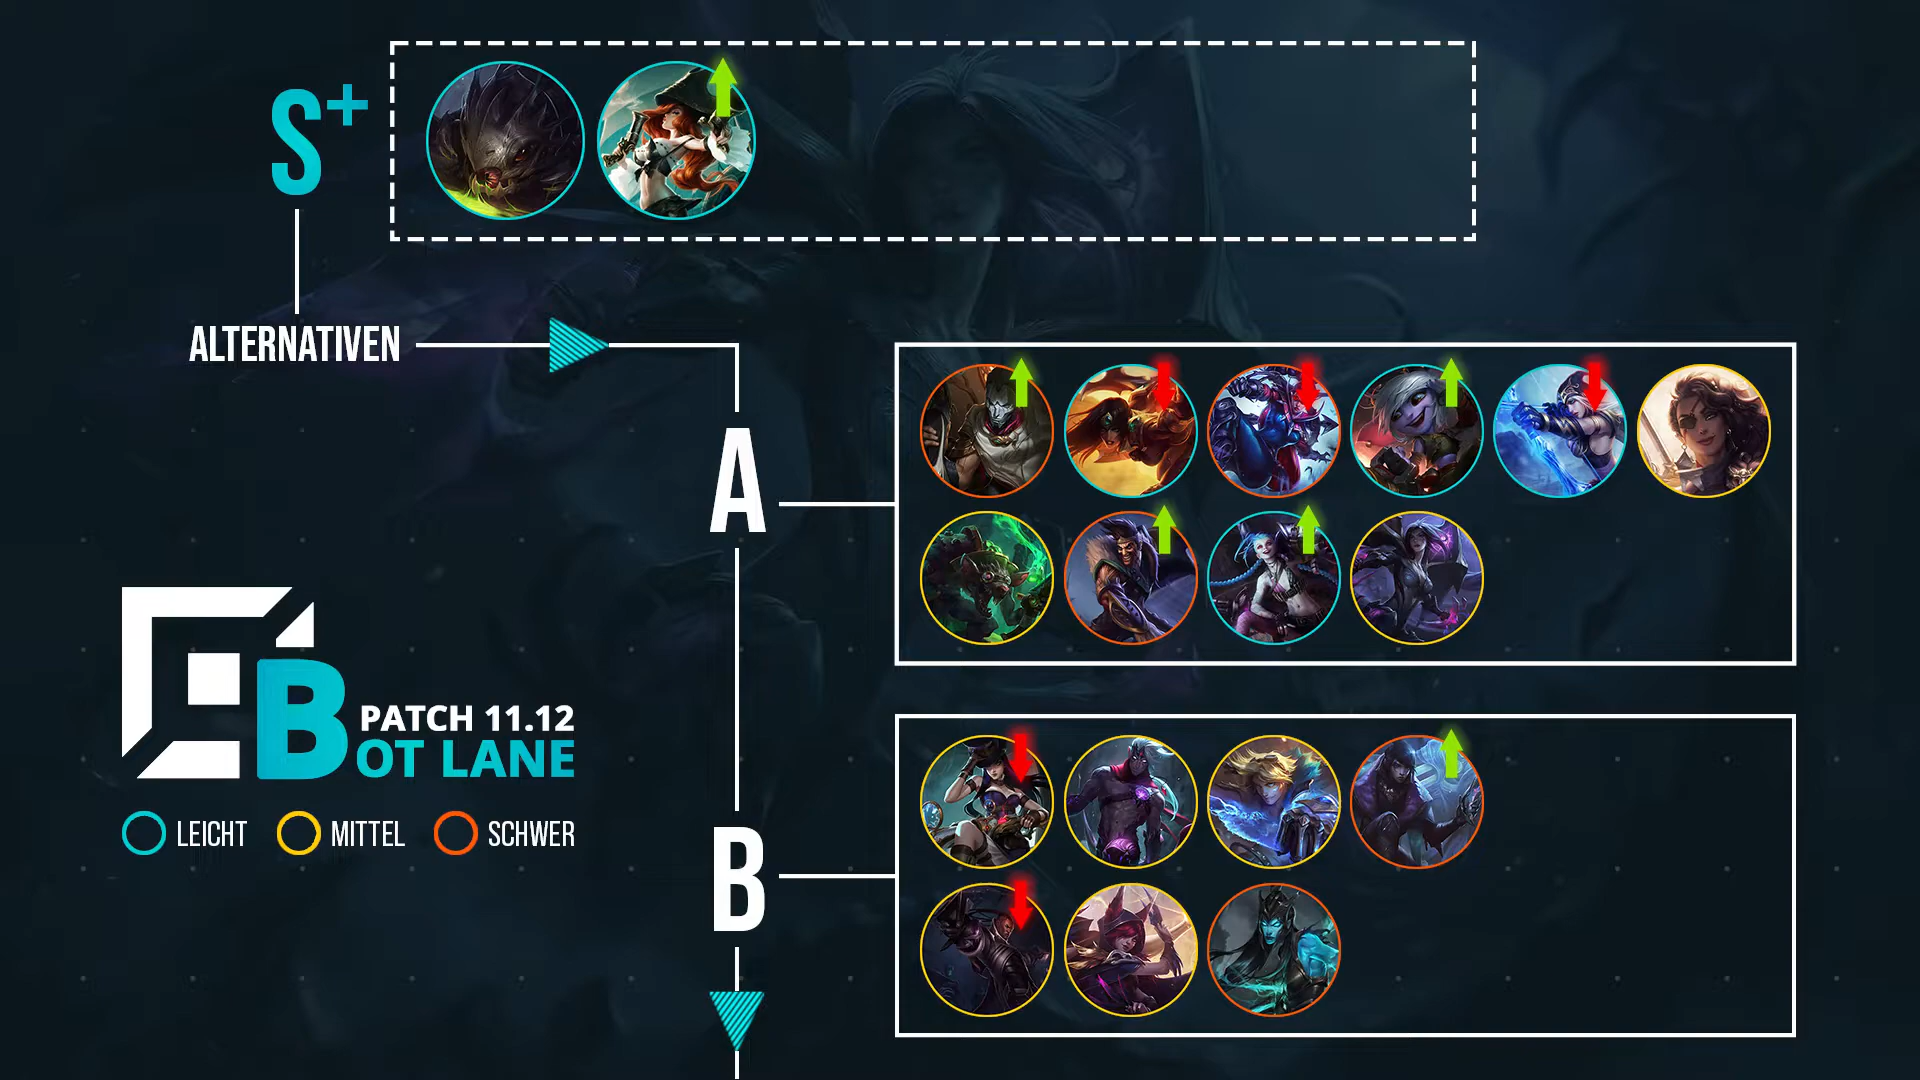 S+
ALTERNATIVEN
A
PATCH 11.12
BOT LANE
LEICHT MITTEL SCHWER
B